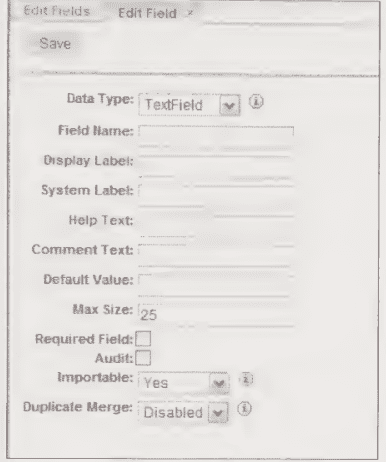 Edit Fields Edit Field ×
Save
Data Type: TextField
Field Name:
Display Label:
System Label:
Help Text:
Comment Text:
Default Value:
Max Size: 25
Required Field:
Audit:
Importable: Yes
Duplicate Merge: Disabled